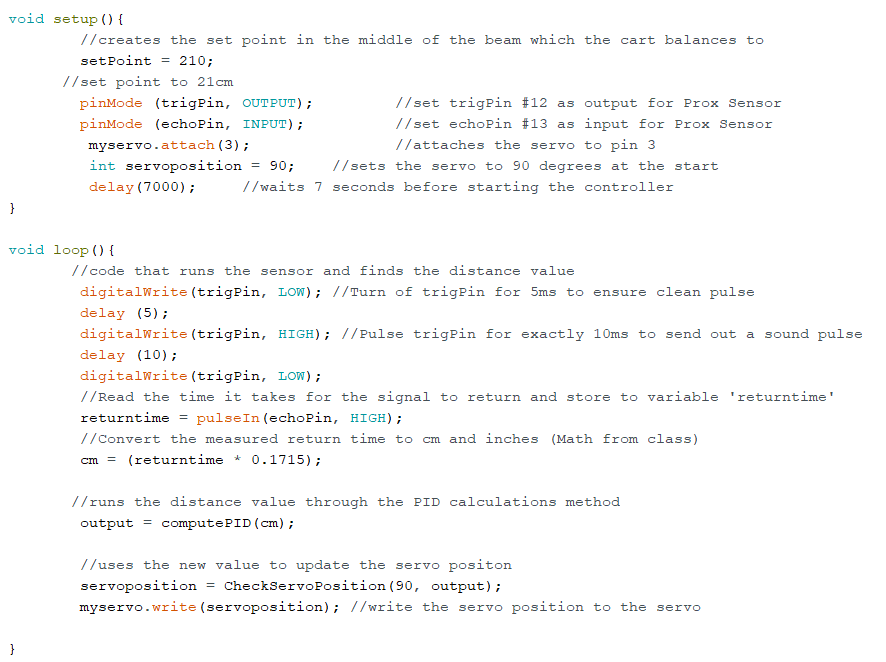 void setup(){
//creates the set point in the middle of the beam which the cart balances to
setPoint = 210;
//set point to 21cm
pinMode (trigPin, OUTPUT); //set trigPin #12 as output for Prox Sensor
pinMode (echoPin, INPUT); //set echoPin #13 as input for Prox Sensor
myservo.attach(3); //attaches the servo to pin 3
int servoposition = 90; //sets the servo to 90 degrees at the start
delay(7000); //waits 7 seconds before starting the controller
}
void loop(){
//code that runs the sensor and finds the distance value
digitalWrite(trigPin, LOW); //Turn of trigPin for 5ms to ensure clean pulse
delay (5);
digitalWrite(trigPin, HIGH); //Pulse trigPin for exactly 10ms to send out a sound pulse
delay (10);
digitalWrite(trigPin, LOW);
//Read the time it takes for the signal to return and store to variable 'returntime'
returntime = pulseIn(echoPin, HIGH);
//Convert the measured return time to cm and inches (Math from class)
cm = (returntime * 0.1715);
//runs the distance value through the PID calculations method
output = computePID(cm);
//uses the new value to update the servo positon
servoposition = CheckServoPosition(90, output);
myservo.write(servoposition); //write the servo position to the servo
}